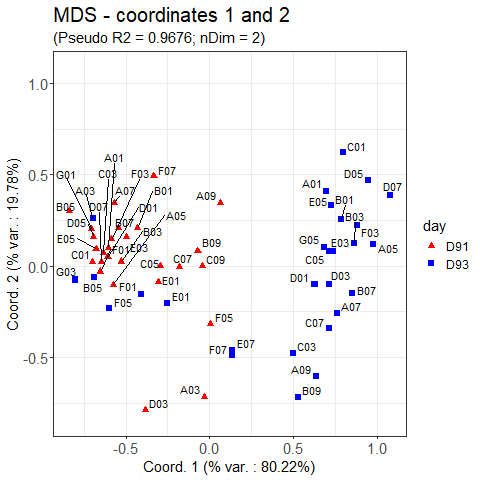 MDS - coordinates 1 and 2
(Pseudo R2 = 0.9676; nDim = 2)
1.0
0.5
0.0
-0.5
Coord. 2 (% var. : 19.78%)
C01
A01
G01 C03 F03 F07
D05
A03 A07 B01 A01
D07
A09 E05 B01
B05 D07 D01 A05
B03 F03
D05 B07 B03
E05 E03 G05 E03 A05
C01 F01 B09
C05 C07 C09 C05
G03 B05 F01 E01 D01 D03
B07
F05 E01
A07
F05 C07
F07 E07 C03
A09
A03 B09
D03
-0.5 0.0 0.5 1.0
Coord. 1 (% var. : 80.22%)
day
D91
D93